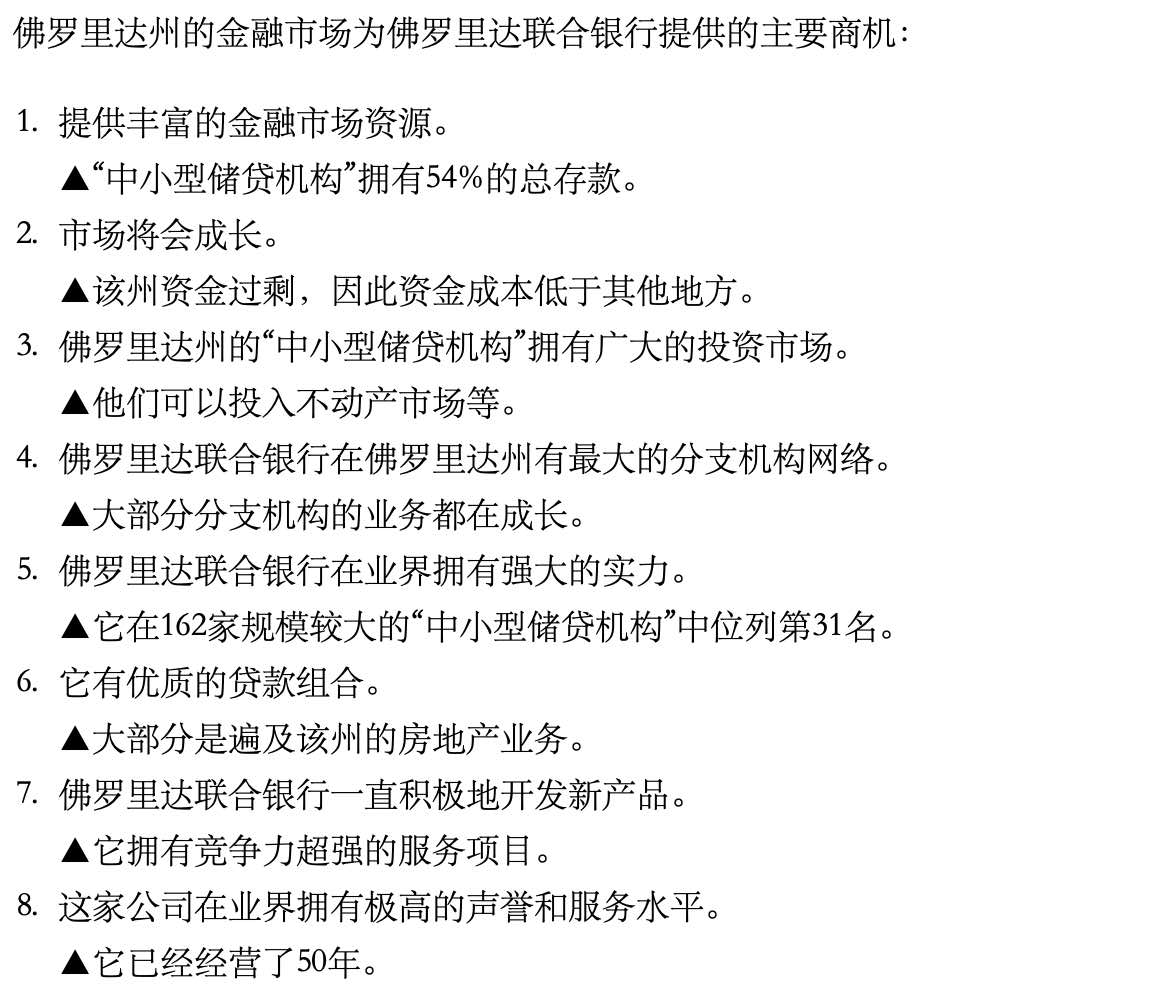 佛罗里达州的金融市场为佛罗里达联合银行提供的主要商机：
1. 提供丰富的金融市场资源。
▲“中小型储贷机构”拥有54%的总存款。
2. 市场将会成长。
▲该州资金过剩，因此资金成本低于其他地方。
3. 佛罗里达州的“中小型储贷机构”拥有广大的投资市场。
▲他们可以投入不动产市场等。
4. 佛罗里达联合银行在佛罗里达州有最大的分支机构网络。
▲大部分分支机构的业务都在成长。
5. 佛罗里达联合银行在业界拥有强大的实力。
▲它在162家规模较大的“中小型储贷机构”中位列第31名。
6. 它有优质的贷款组合。
▲大部分是遍及该州的房地产业务。
7. 佛罗里达联合银行一直积极地开发新产品。
▲它拥有竞争力超强的服务项目。
8. 这家公司在业界拥有极高的声誉和服务水平。
▲它已经经营了50年。